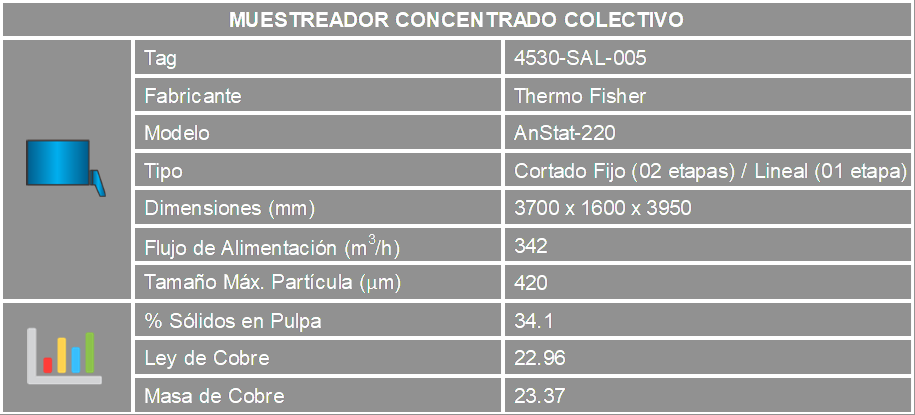 MUESTREADOR CONCENTRADO COLECTIVO
Tag 4530-SAL-005
Fabricante Thermo Fisher
Modelo AnStat-220
Tipo Cortado Fijo (02 etapas) / Lineal (01 etapa)
Dimensiones (mm) 3700 x 1600 x 3950
Flujo de Alimentación (m³/h) 342
Tamaño Máx. Partícula (μm) 420
% Sólidos en Pulpa 34.1
Ley de Cobre 22.96
Masa de Cobre 23.37